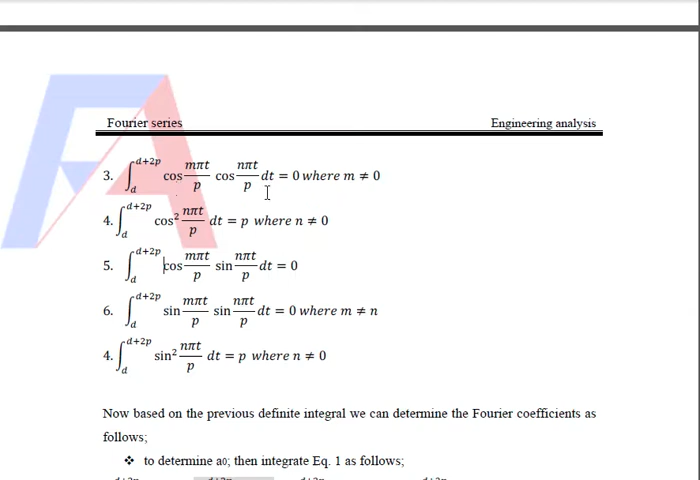 Fourier series Engineering analysis
3. ∫_d^{d+2p} cos mπt/p cos nπt/p dt = 0 where m ≠ 0
4. ∫_d^{d+2p} cos² nπt/p dt = p where n ≠ 0
5. ∫_d^{d+2p} cos mπt/p sin nπt/p dt = 0
6. ∫_d^{d+2p} sin mπt/p sin nπt/p dt = 0 where m ≠ n
4. ∫_d^{d+2p} sin² nπt/p dt = p where n ≠ 0
Now based on the previous definite integral we can determine the Fourier coefficients as
follows;
❖ to determine a0; then integrate Eq. 1 as follows;